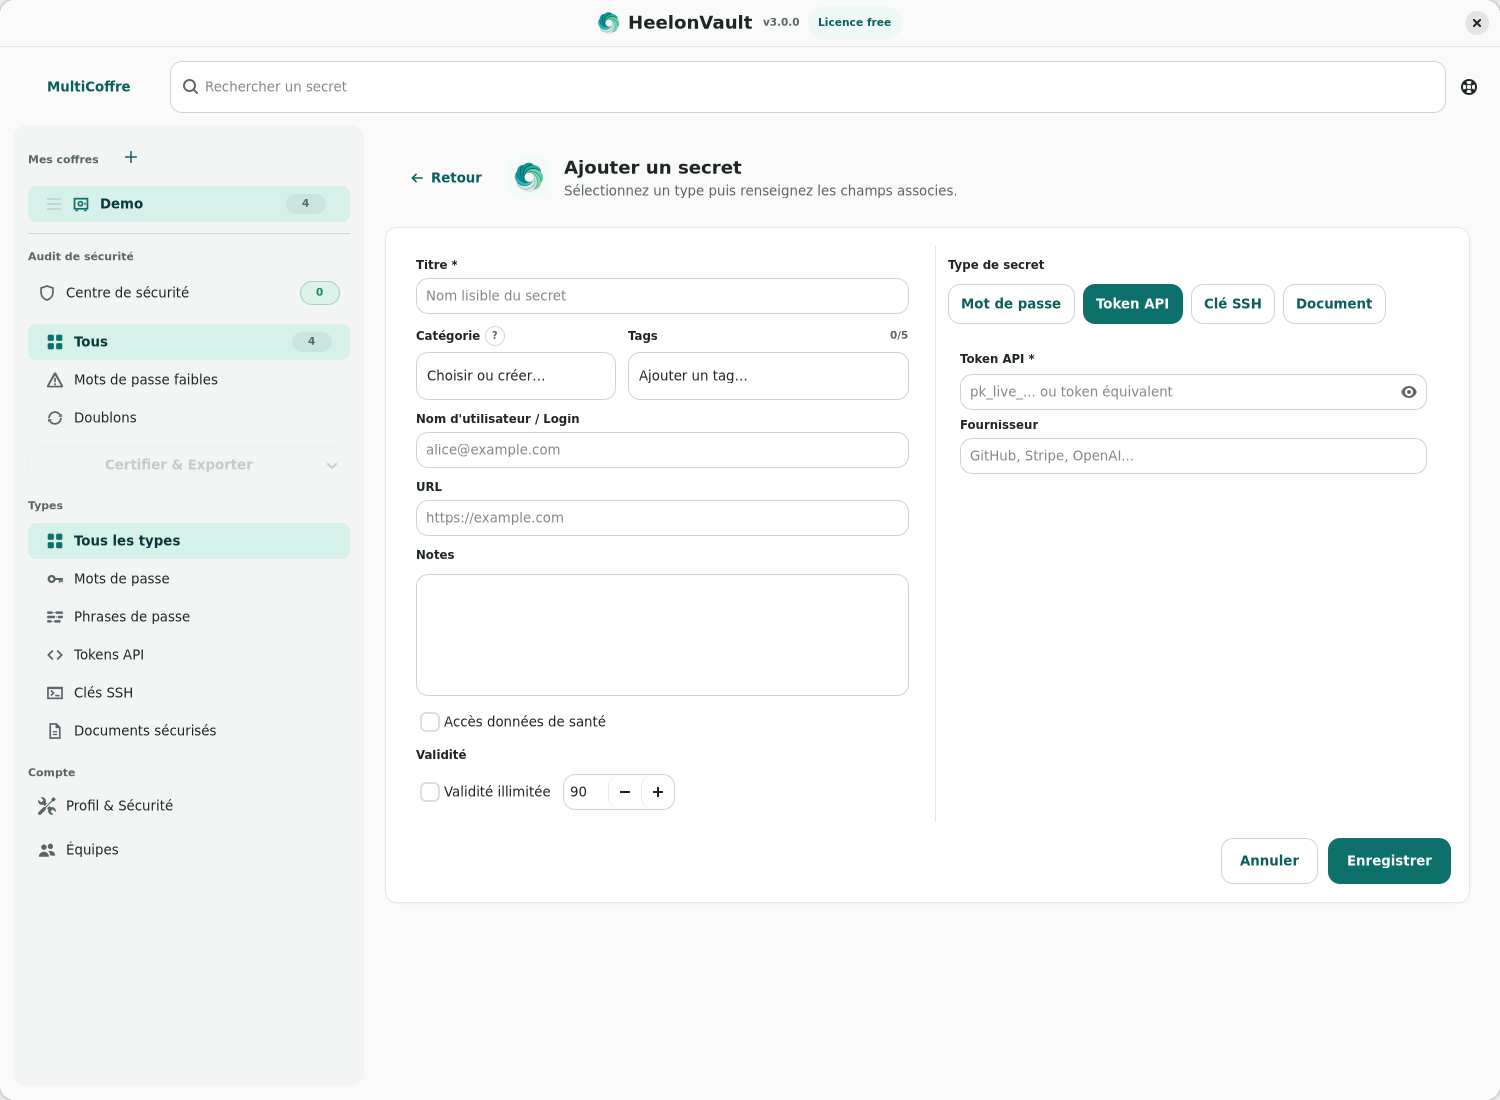 HeelonVault v3.0.0 Licence free
MultiCoffre
Rechercher un secret
Mes coffres
Demo 4
Audit de sécurité
Centre de sécurité 0
Tous 4
Mots de passe faibles
Doublons
Certifier & Exporter
Types
Tous les types
Mots de passe
Phrases de passe
Tokens API
Clés SSH
Documents sécurisés
Compte
Profil & Sécurité
Équipes
Retour
Ajouter un secret
Sélectionnez un type puis renseignez les champs associes.
Titre *
Nom lisible du secret
Catégorie ? Tags 0/5
Choisir ou créer... Ajouter un tag...
Nom d'utilisateur / Login
alice@example.com
URL
https://example.com
Notes
Accès données de santé
Validité
Validité illimitée 90
Type de secret
Mot de passe Token API Clé SSH Document
Token API *
pk_live_... ou token équivalent
Fournisseur
GitHub, Stripe, OpenAI...
Annuler Enregistrer